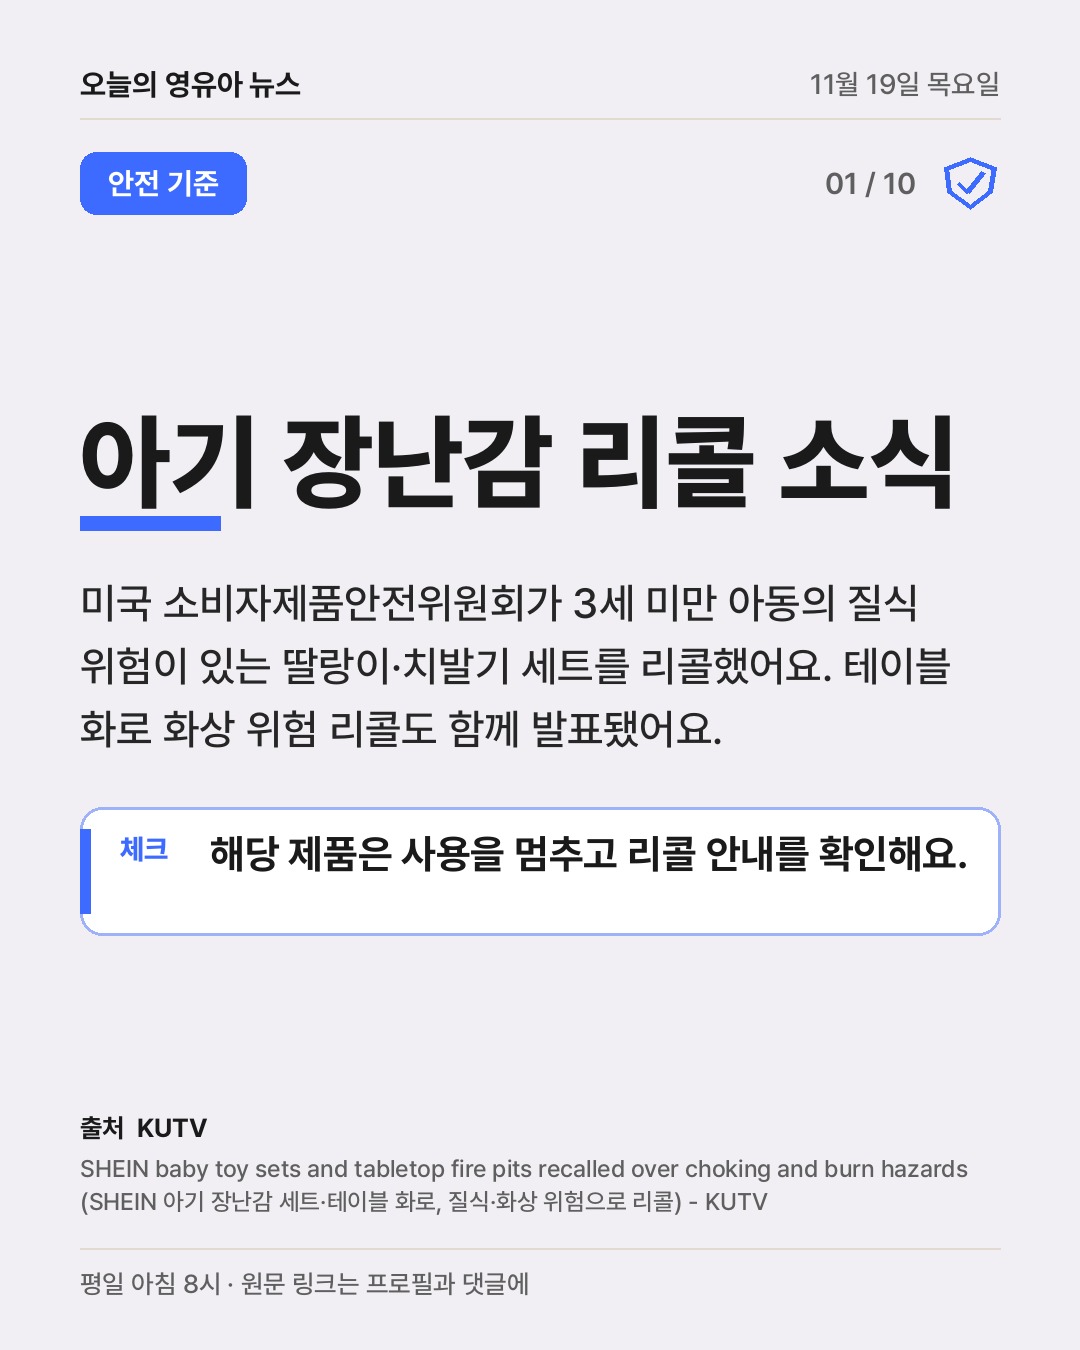 오늘의 영유아 뉴스
11월 19일 목요일
안전 기준
01 / 10
아기 장난감 리콜 소식
미국 소비자제품안전위원회가 3세 미만 아동의 질식
위험이 있는 딸랑이·치발기 세트를 리콜했어요. 테이블
화로 화상 위험 리콜도 함께 발표됐어요.
체크
해당 제품은 사용을 멈추고 리콜 안내를 확인해요.
출처 KUTV
SHEIN baby toy sets and tabletop fire pits recalled over choking and burn hazards
(SHEIN 아기 장난감 세트·테이블 화로, 질식·화상 위험으로 리콜) - KUTV
평일 아침 8시 · 원문 링크는 프로필과 댓글에